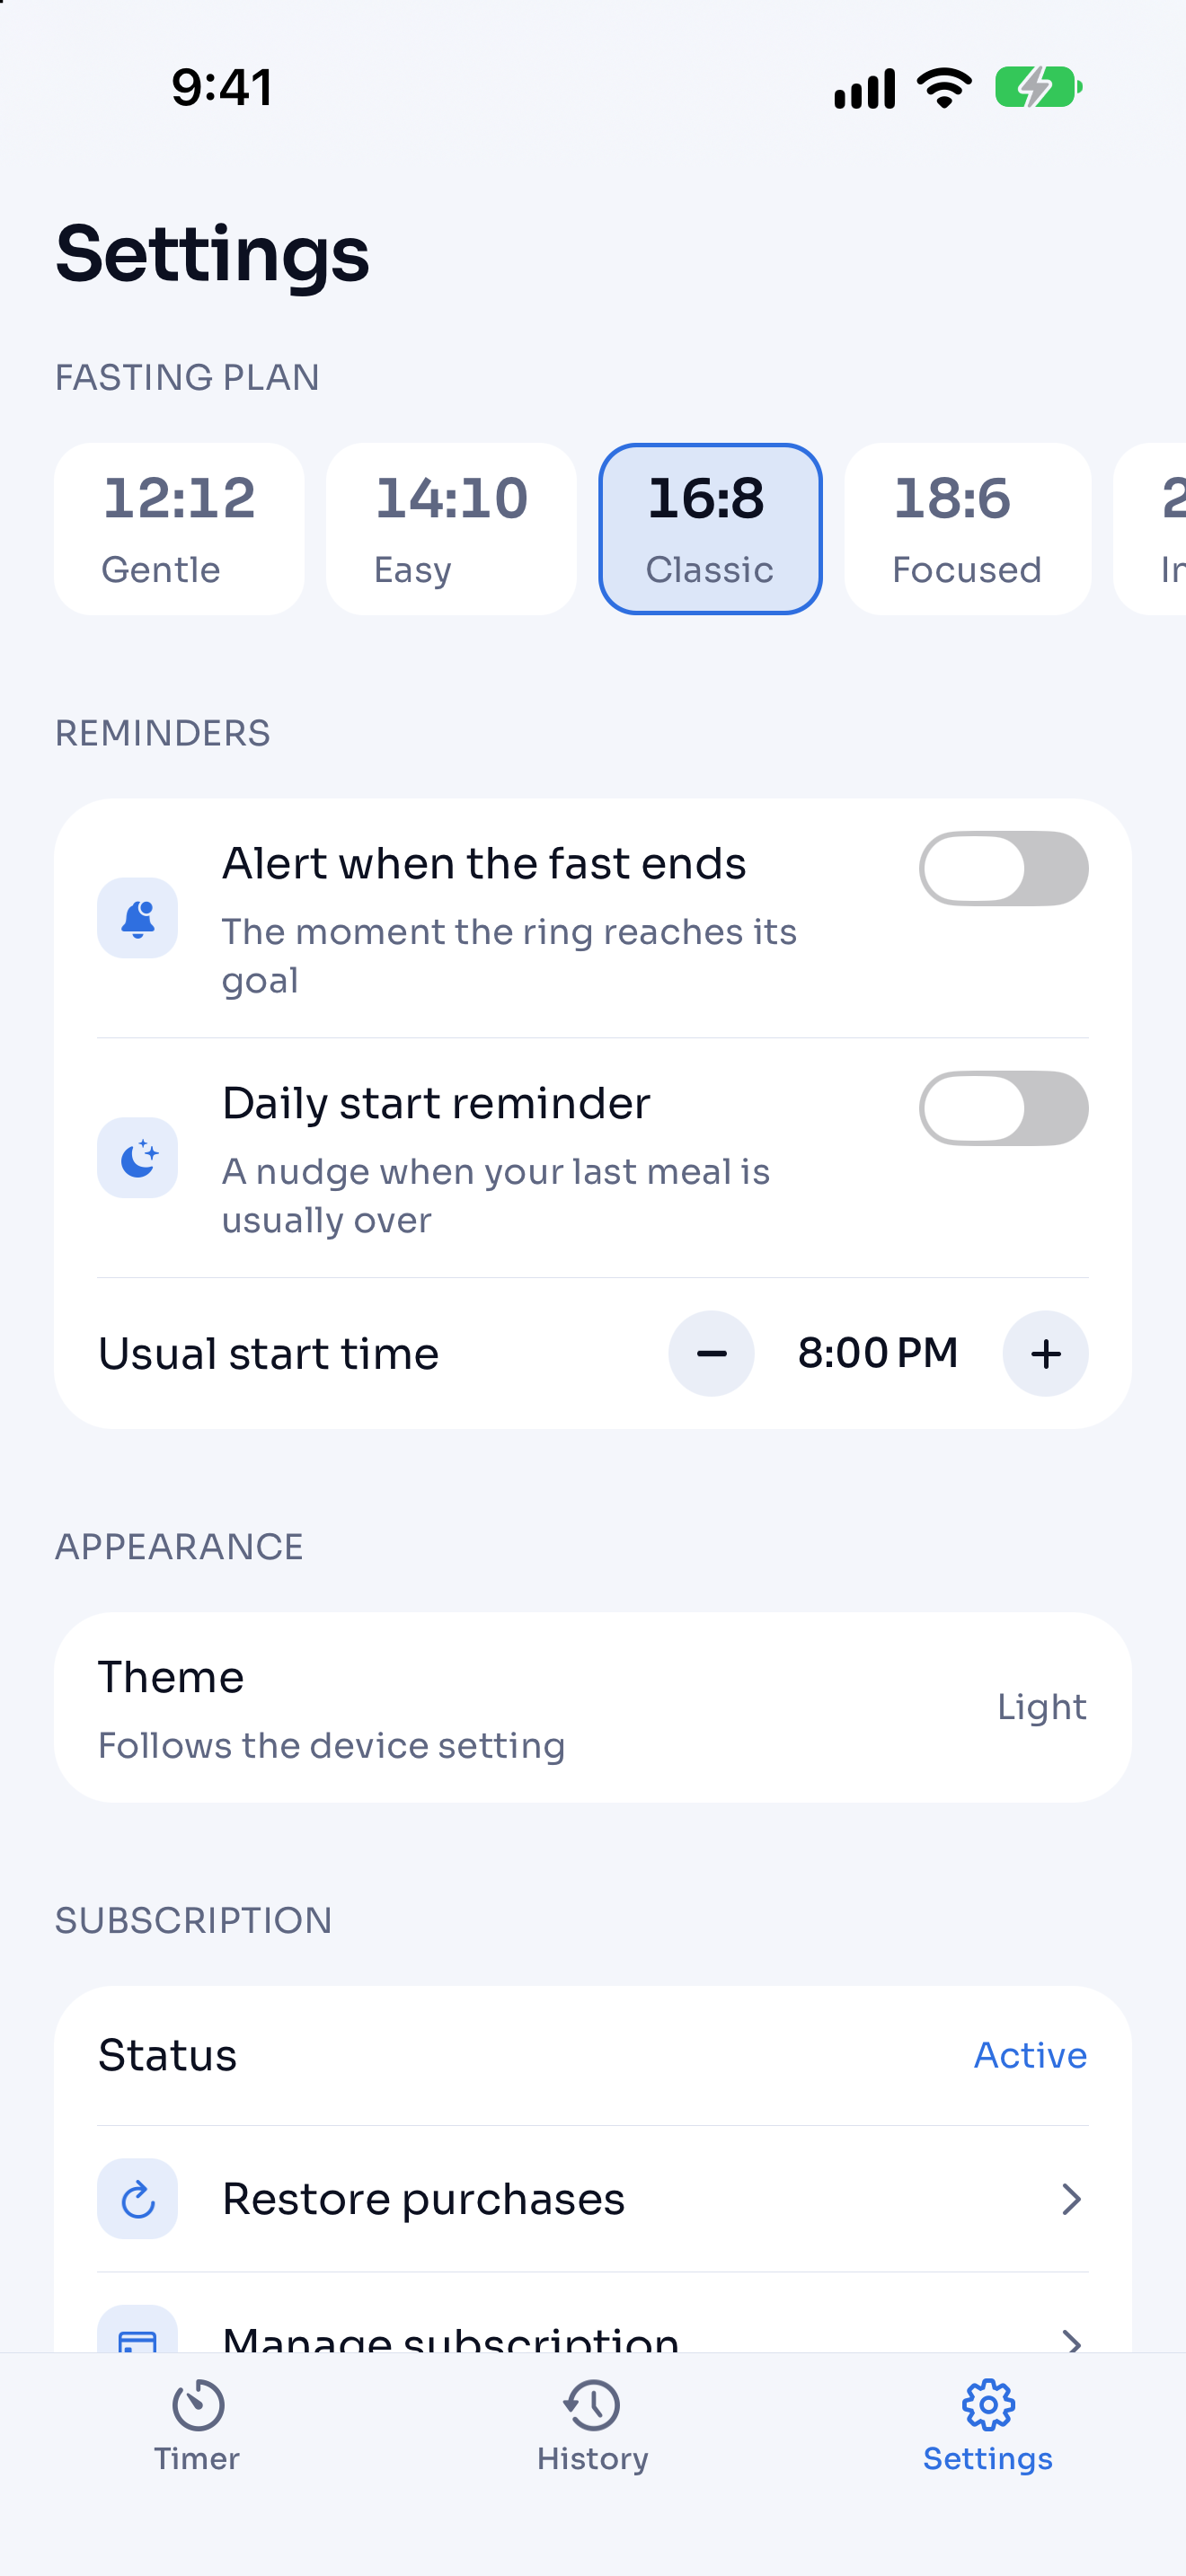 9:41
Settings
FASTING PLAN
12:12
Gentle
14:10
Easy
16:8
Classic
18:6
Focused
REMINDERS
Alert when the fast ends
The moment the ring reaches its
goal
Daily start reminder
A nudge when your last meal is
usually over
Usual start time
8:00 PM
APPEARANCE
Theme
Follows the device setting
Light
SUBSCRIPTION
Status
Active
Restore purchases
Manage subscription
Timer
History
Settings